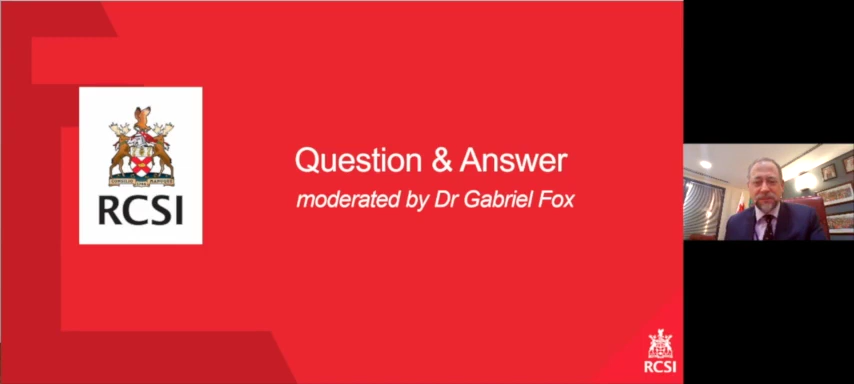 RCSI
Question & Answer
moderated by Dr Gabriel Fox
RCSI